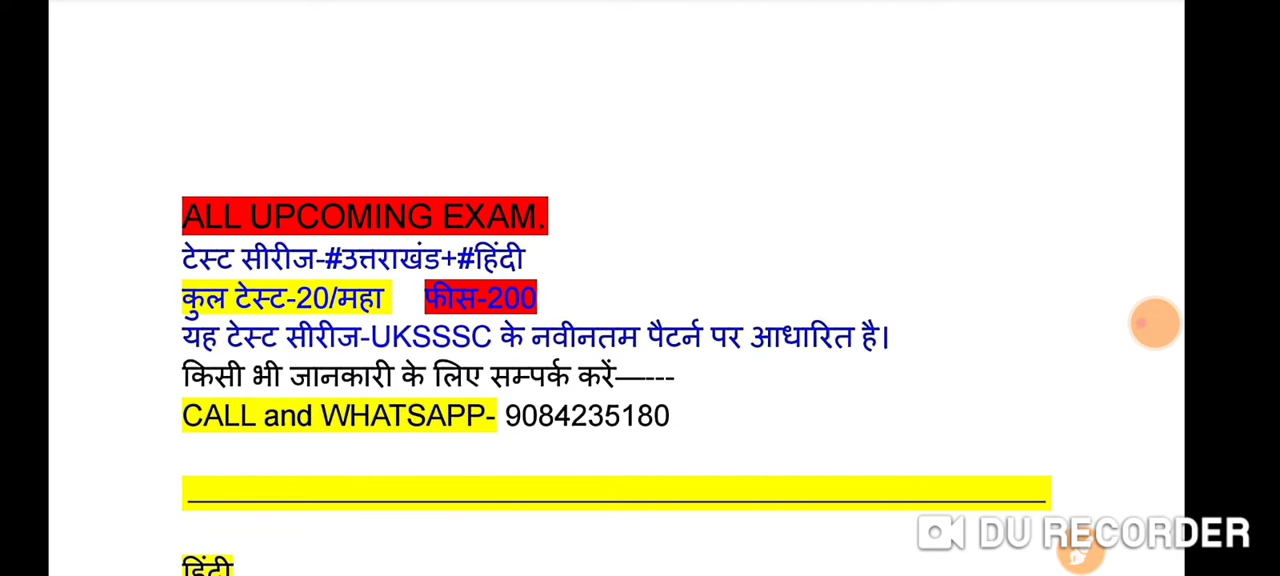 ALL UPCOMING EXAM.
टेस्ट सीरीज-#उत्तराखंड+#हिंदी
कुल टेस्ट-20/महा फीस-200
यह टेस्ट सीरीज-UKSSSC के नवीनतम पैटर्न पर आधारित है।
किसी भी जानकारी के लिए सम्पर्क करें—---
CALL and WHATSAPP- 9084235180
DU RECORDER
हिंदी